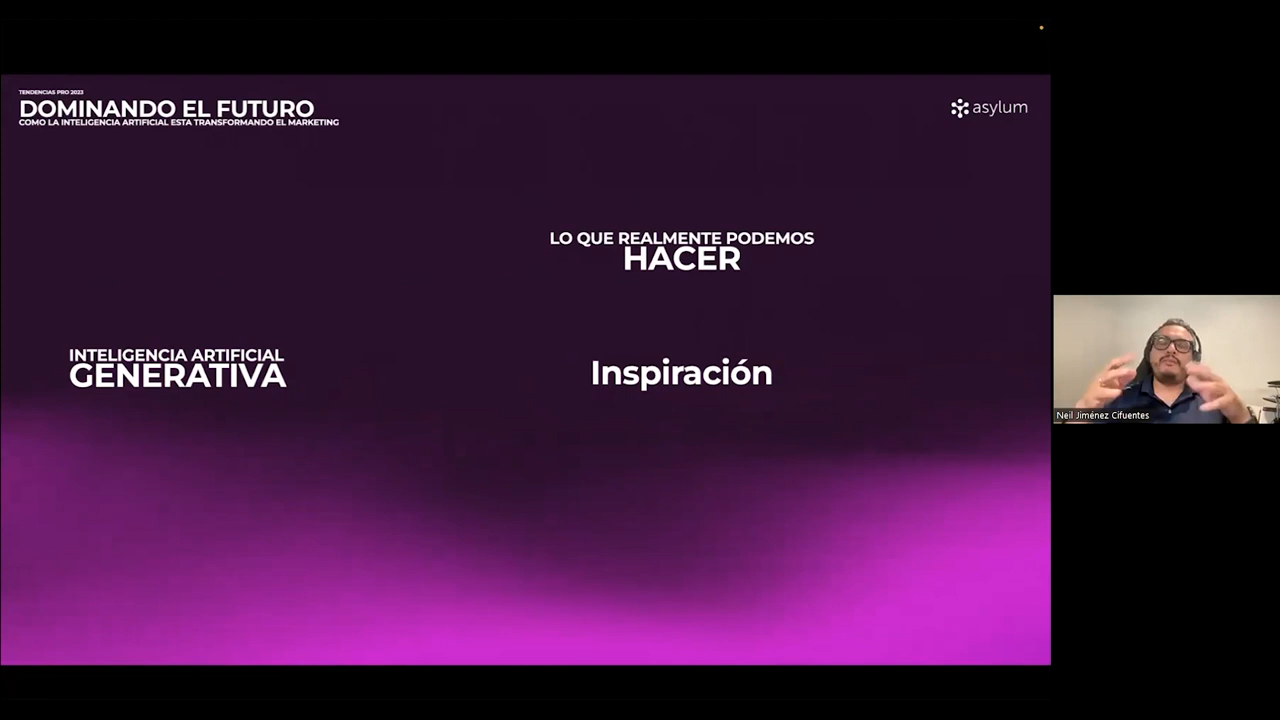 TENDENCIAS PRO 2023
DOMINANDO EL FUTURO
COMO LA INTELIGENCIA ARTIFICIAL ESTA TRANSFORMANDO EL MARKETING
asylum
LO QUE REALMENTE PODEMOS
HACER
INTELIGENCIA ARTIFICIAL
GENERATIVA
Inspiración
Neil Jiménez Cifuentes